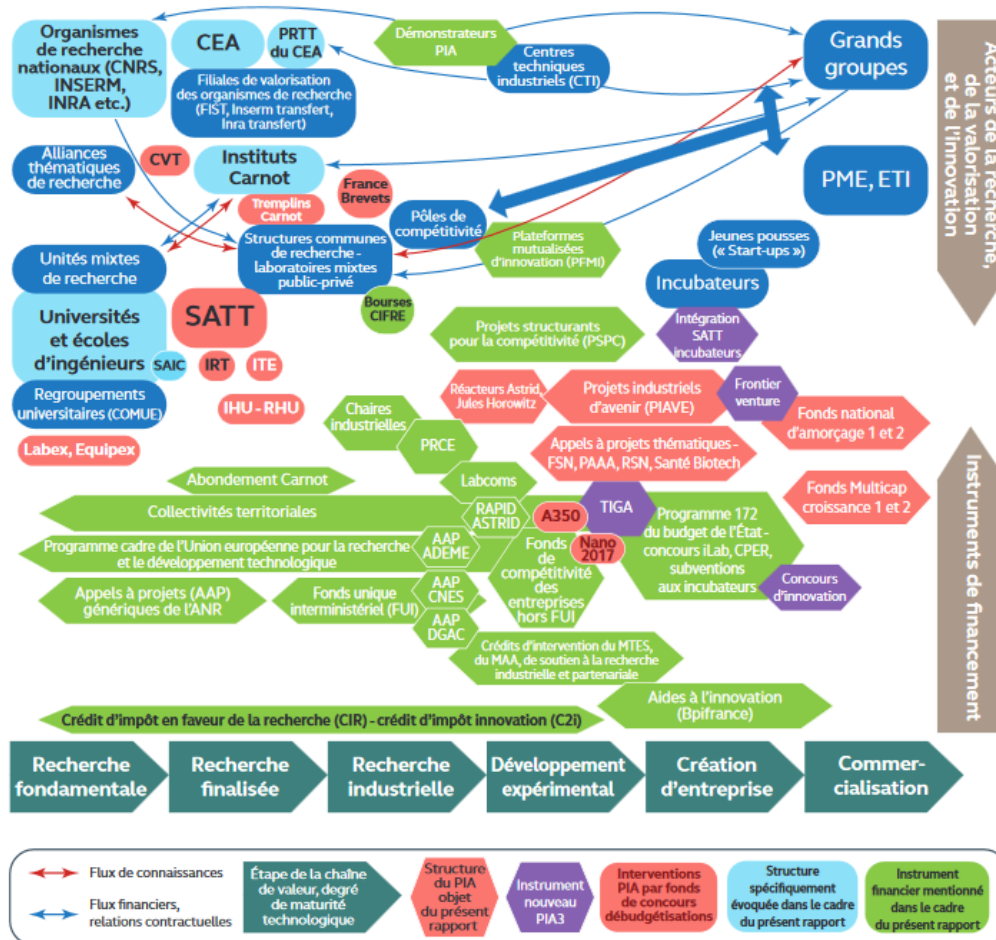 Organismes
de recherche
nationaux (CNRS,
INSERM,
INRA etc.)
CEA
PRTT
du CEA
Démonstrateurs
PIA
Centres
techniques
industriels (CTI)
Grands
groupes
Filiales de valorisation
des organismes de recherche
(FIST, Inserm transfert,
Inra transfert)
Alliances
thématiques
de recherche
CVT
Instituts
Carnot
Tremplins
Carnot
France
Brevets
PME, ETI
Pôles de
compétitivité
Structures communes
de recherche -
laboratoires mixtes
public-privé
Plateformes
mutualisées
d'innovation (PFMI)
Jeunes pousses
(« Start-ups »)
Unités mixtes
de recherche
Incubateurs
Bourses
CIFRE
Universités
et écoles
d'ingénieurs
SATT
SAIC
IRT
ITE
Projets structurants
pour la compétitivité (PSPC)
Intégration
SATT
incubateurs
Regroupements
universitaires (COMUE)
IHU - RHU
Labex, Equipex
Chaires
industrielles
Réacteurs Astrid,
Jules Horowitz
Projets industriels
d'avenir (PIAVE)
Frontier
venture
Fonds national
d'amorçage 1 et 2
PRCE
Appels à projets thématiques -
FSN, PAAA, RSN, Santé Biotech
Abondement Carnot
Labcoms
Fonds Multicap
croissance 1 et 2
Collectivités territoriales
RAPID
ASTRID
A350
TIGA
Programme 172
du budget de l'État -
concours iLab, CPER,
subventions
aux incubateurs
Programme cadre de l'Union européenne pour la recherche
et le développement technologique
AAP
ADEME
Nano
2017
Fonds
de
compétitivité
des
entreprises
hors FUI
Concours
d'innovation
Appels à projets (AAP)
génériques de l'ANR
Fonds unique
interministériel (FUI)
AAP
CNES
AAP
DGAC
Crédits d'intervention du MTES,
du MAA, de soutien à la recherche
industrielle et partenariale
Aides à l'innovation
(Bpifrance)
Crédit d'impôt en faveur de la recherche (CIR) - crédit d'impôt innovation (C2i)
Acteurs de la recherche,
de la valorisation
et de l'innovation
Instruments de financement
Recherche
fondamentale
Recherche
finalisée
Recherche
industrielle
Développement
expérimental
Création
d'entreprise
Commer-
cialisation
Flux de connaissances
Flux financiers,
relations contractuelles
Étape de la chaîne
de valeur, degré
de maturité
technologique
Structure
du PIA
objet
du présent
rapport
Instrument
nouveau
PIA3
Interventions
PIA par fonds
de concours
débudgétisations
Structure
spécifiquement
évoquée dans le cadre
du présent rapport
Instrument
financier mentionné
dans le cadre
du présent rapport